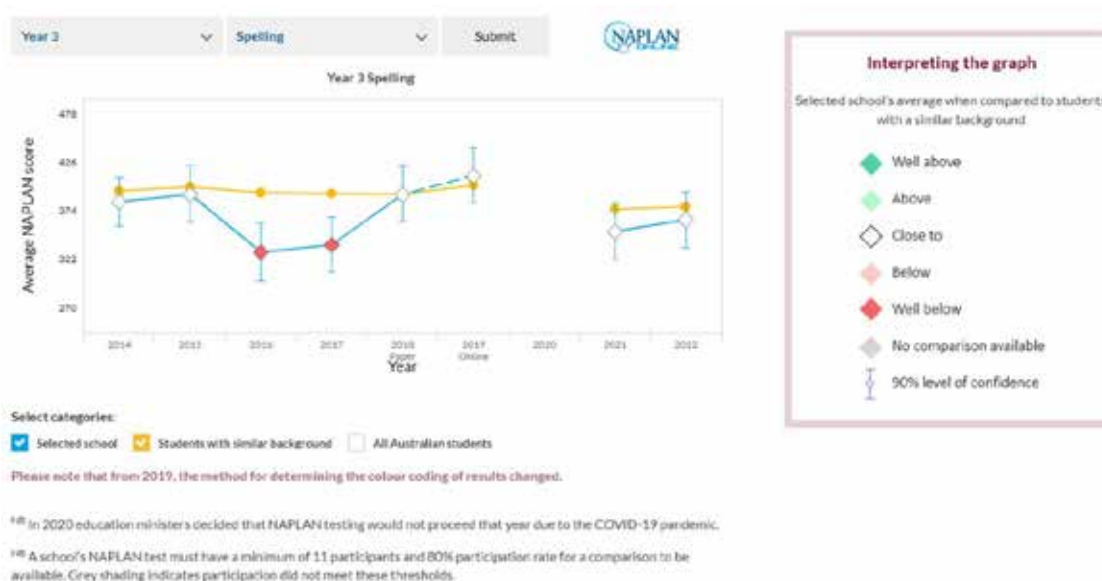 Year 3
Spelling
Submit
NAPLAN
ONLINE
Year 3 Spelling
Average NAPLAN score
478
426
374
322
270
2014
2015
2016
2017
2018
Paper
2019
Online
2020
2021
2022
Year
Select categories:
Selected school
Students with similar background
All Australian students
Please note that from 2019, the method for determining the colour coding of results changed.
NB In 2020 education ministers decided that NAPLAN testing would not proceed that year due to the COVID-19 pandemic.
NB A school's NAPLAN test must have a minimum of 11 participants and 80% participation rate for a comparison to be
available. Grey shading indicates participation did not meet these thresholds.
Interpreting the graph
Selected school's average when compared to students
with a similar background
Well above
Above
Close to
Below
Well below
No comparison available
90% level of confidence